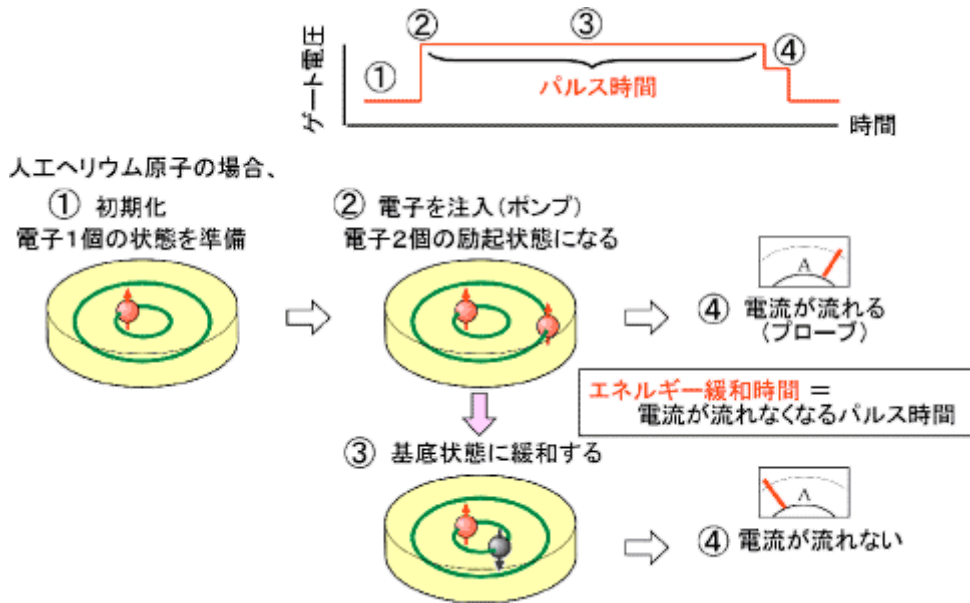 ②
③
④
①
ゲート電圧
パルス時間
時間
人工ヘリウム原子の場合、
① 初期化
電子1個の状態を準備
② 電子を注入(ポンプ)
電子2個の励起状態になる
A
④ 電流が流れる
(プローブ)
エネルギー緩和時間 =
電流が流れなくなるパルス時間
③ 基底状態に緩和する
A
④ 電流が流れない